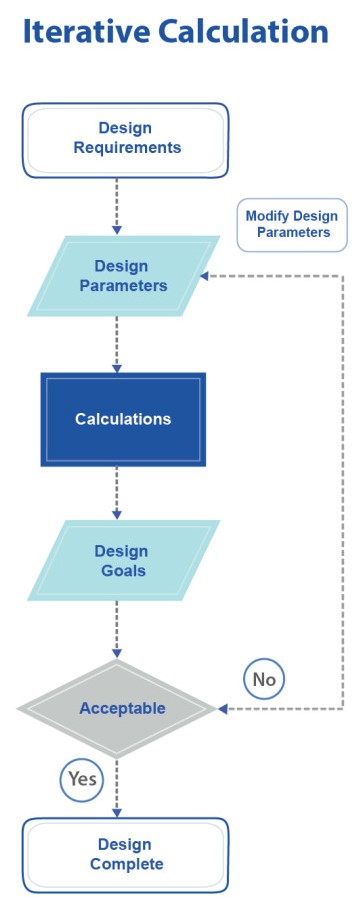 Iterative Calculation
Design
Requirements
Modify Design
Parameters
Design
Parameters
Calculations
Design
Goals
No
Acceptable
Yes
Design
Complete